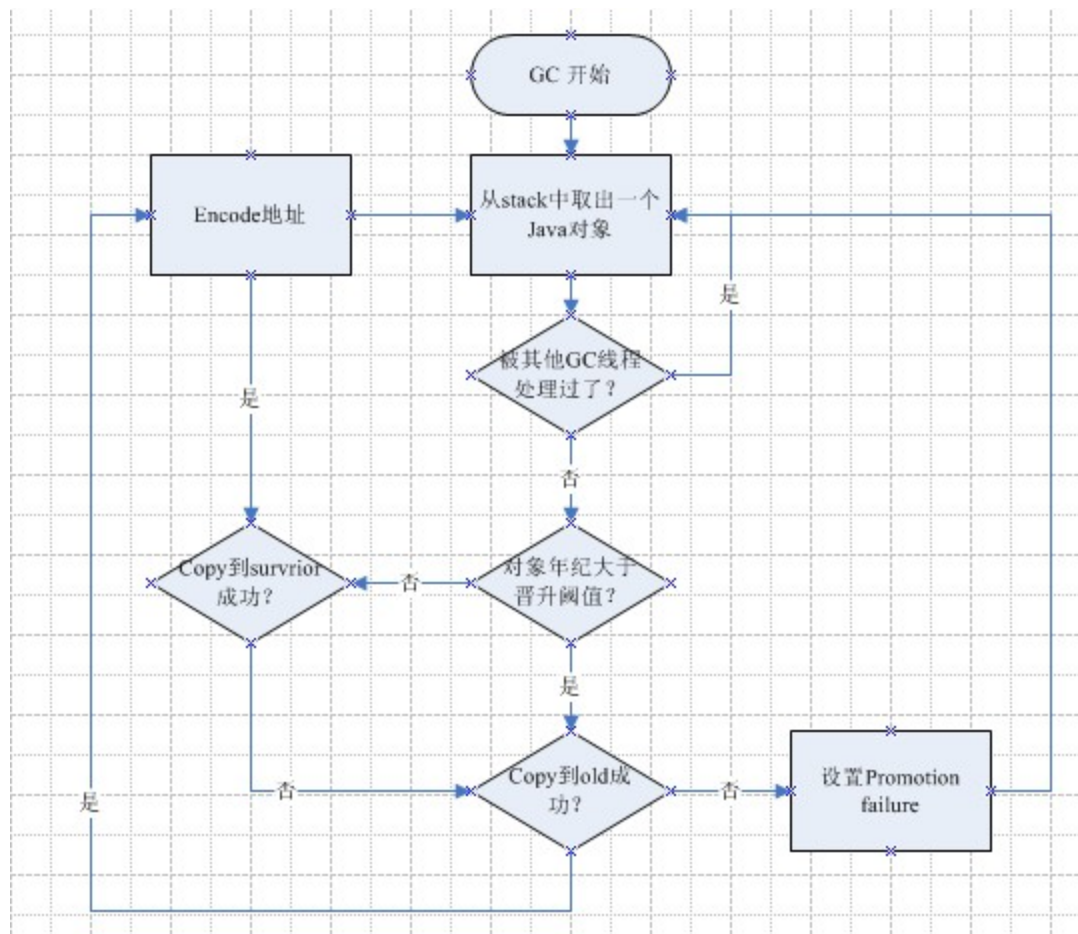 GC 开始
Encode地址
从stack中取出一个
Java对象
是
被其他GC线程
处理过了？
是
否
Copy到survrior
成功？
否
对象年纪大于
晋升阈值？
是
Copy到old成
功？
否
否
设置Promotion
failure
是